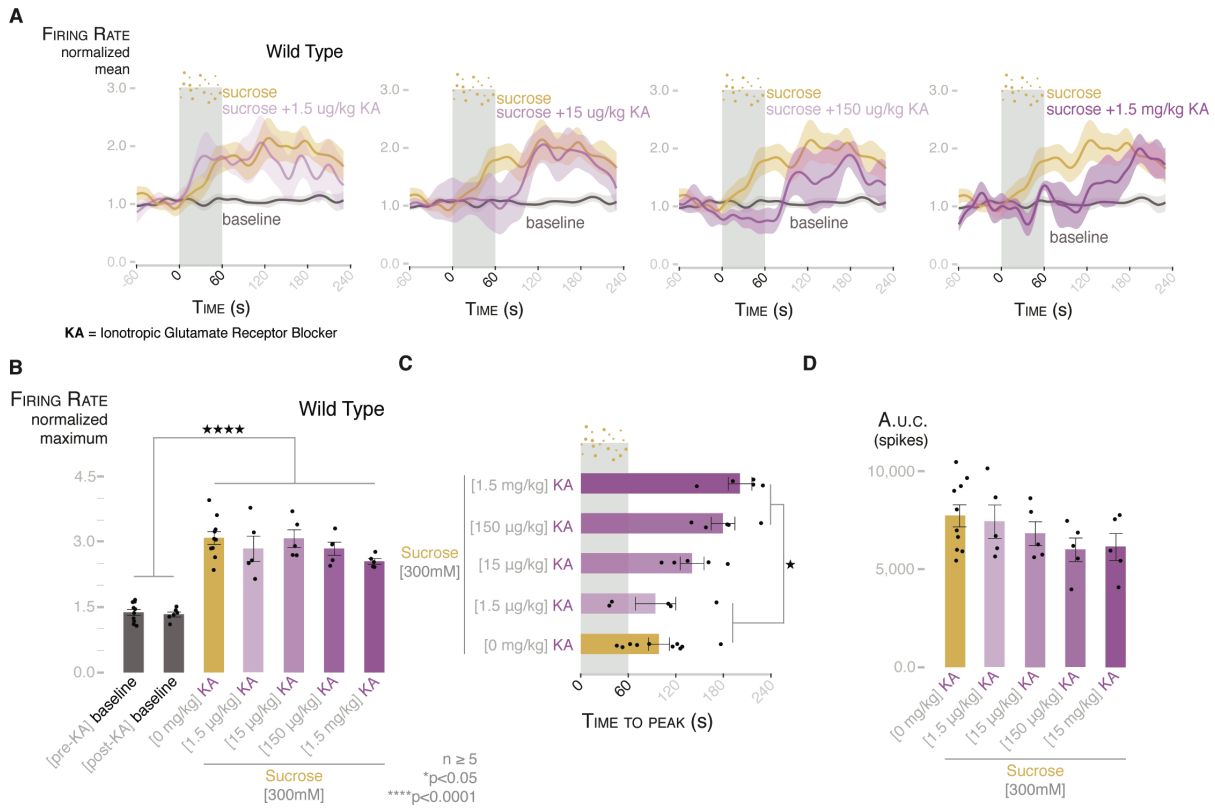 A
FIRING RATE
normalized
mean
Wild Type
3.0
2.0
1.0
0.0
sucrose
sucrose +1.5 ug/kg KA
baseline
-60
0
60
120
180
240
TIME (s)
3.0
2.0
1.0
0.0
sucrose
sucrose +15 ug/kg KA
baseline
-60
0
60
120
180
240
TIME (s)
3.0
2.0
1.0
0.0
sucrose
sucrose +150 ug/kg KA
baseline
-60
0
60
120
180
240
TIME (s)
3.0
2.0
1.0
0.0
sucrose
sucrose +1.5 mg/kg KA
baseline
-60
0
60
120
180
240
TIME (s)
KA = Ionotropic Glutamate Receptor Blocker
B
FIRING RATE
normalized
maximum
Wild Type
★★★★
4.5
3.0
1.5
0.0
[pre-KA] baseline
[post-KA] baseline
[0 mg/kg] KA
[1.5 µg/kg] KA
[15 µg/kg] KA
[150 µg/kg] KA
[1.5 mg/kg] KA
Sucrose
[300mM]
n ≥ 5
*p<0.05
****p<0.0001
C
Sucrose
[300mM]
[1.5 mg/kg] KA
[150 µg/kg] KA
[15 µg/kg] KA
[1.5 µg/kg] KA
[0 mg/kg] KA
★
0
60
120
180
240
TIME TO PEAK (s)
D
A.U.C.
(spikes)
10,000
5,000
0.0
[0 mg/kg] KA
[1.5 µg/kg] KA
[15 µg/kg] KA
[150 µg/kg] KA
[15 mg/kg] KA
Sucrose
[300mM]